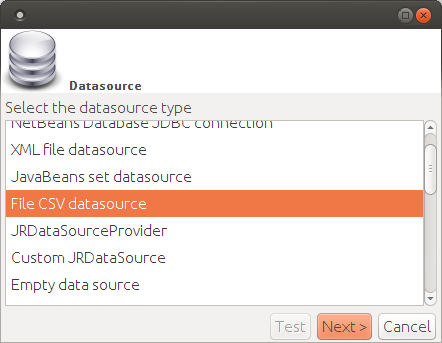 Datasource
Select the datasource type
NetBeans Database JDBC connection
XML file datasource
JavaBeans set datasource
File CSV datasource
JRDataSourceProvider
Custom JRDataSource
Empty data source
Test
Next >
Cancel